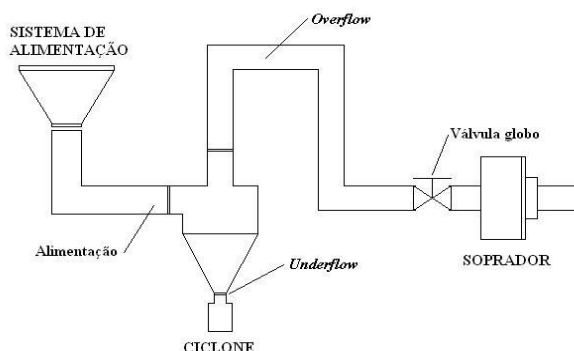 SISTEMA DE
ALIMENTAÇÃO
Overflow
Válvula globo
Alimentação
Underflow
SOPRADOR
CICLONE